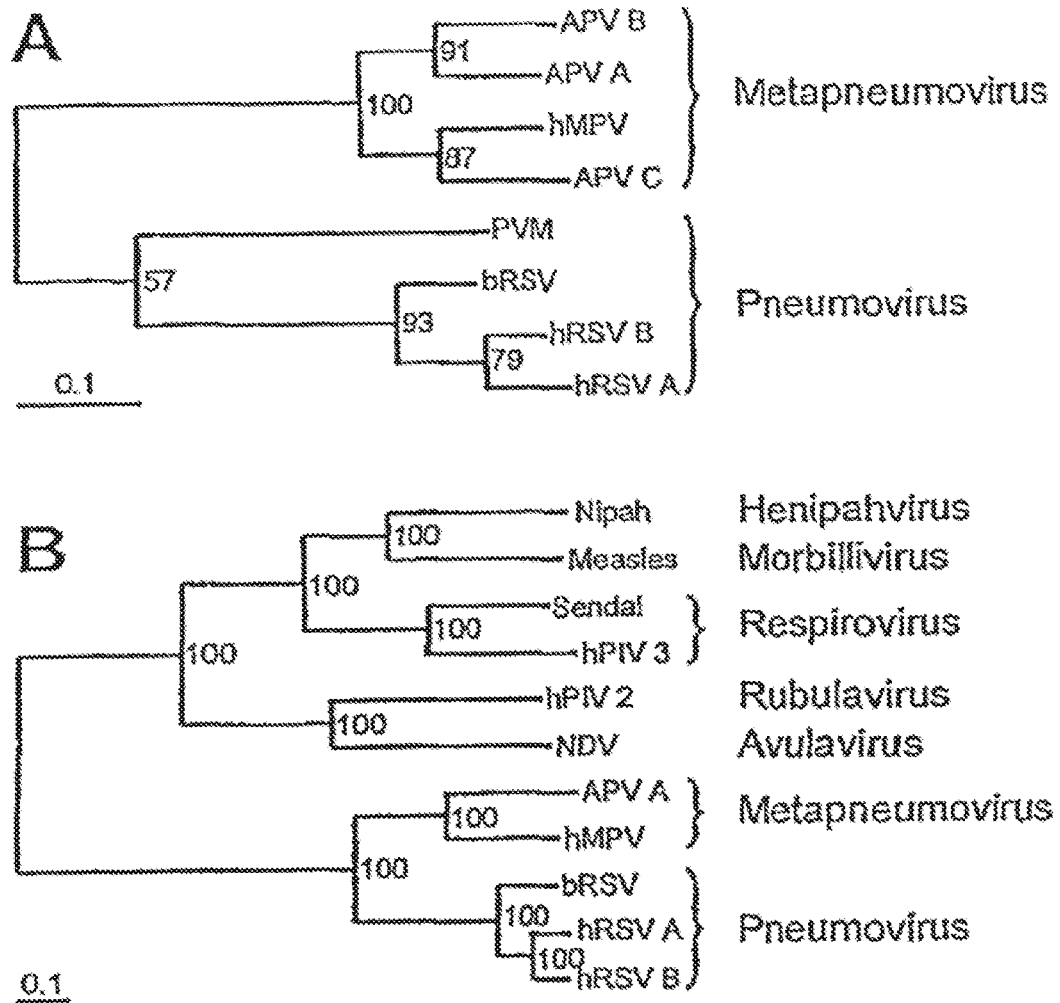 A
APV B
91
APV A
Metapneumovirus
100
hMPV
87
APV C
PVM
57
bRSV
Pneumovirus
93
hRSV B
79
hRSV A
0.1
B
Nipah
Henipahvirus
100
Measles
Morbillivirus
100
Sendai
100
Respirovirus
hPIV 3
100
hPIV 2
Rubulavirus
100
NDV
Avulavirus
APV A
100
Metapneumovirus
hMPV
100
bRSV
100
hRSV A
Pneumovirus
100
hRSV B
0.1